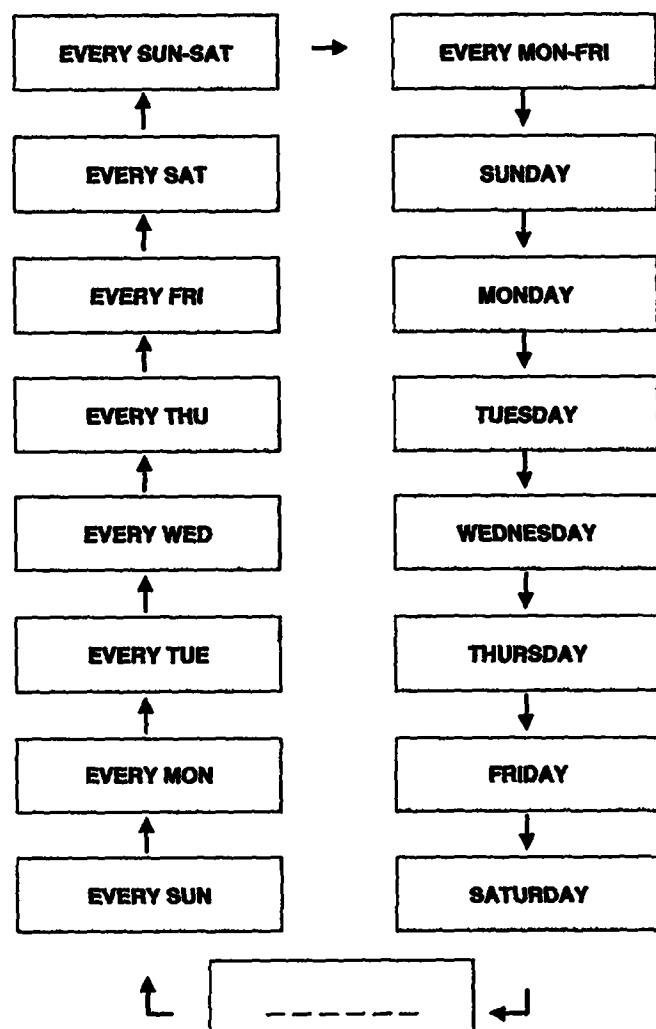 EVERY SUN-SAT
EVERY MON-FRI
EVERY SAT
SUNDAY
EVERY FRI
MONDAY
EVERY THU
TUESDAY
EVERY WED
WEDNESDAY
EVERY TUE
THURSDAY
EVERY MON
FRIDAY
EVERY SUN
SATURDAY
_ _ _ _ _ _